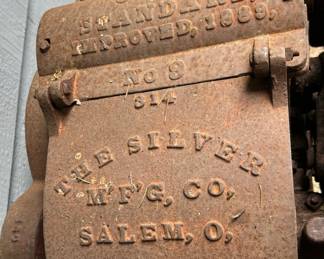 STANDARD
IMPROVED, 1889,
No 9
314
THE SILVER
M'F'G, CO,
SALEM, O,